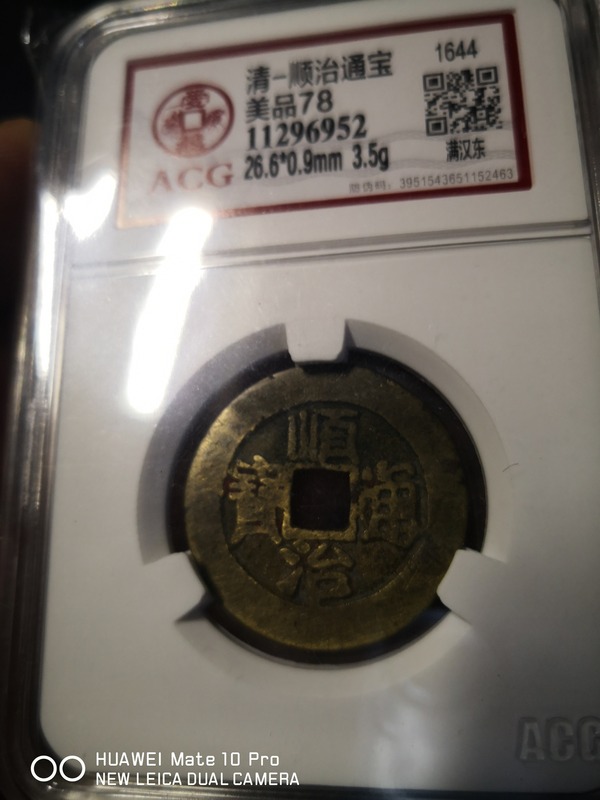 清-顺治通宝
1644
美品78
11296952
ACG
26.6*0.9mm 3.5g
满汉东
防伪码: 3951543651152463
順
寶 通
治
ACG
HUAWEI Mate 10 Pro
NEW LEICA DUAL CAMERA